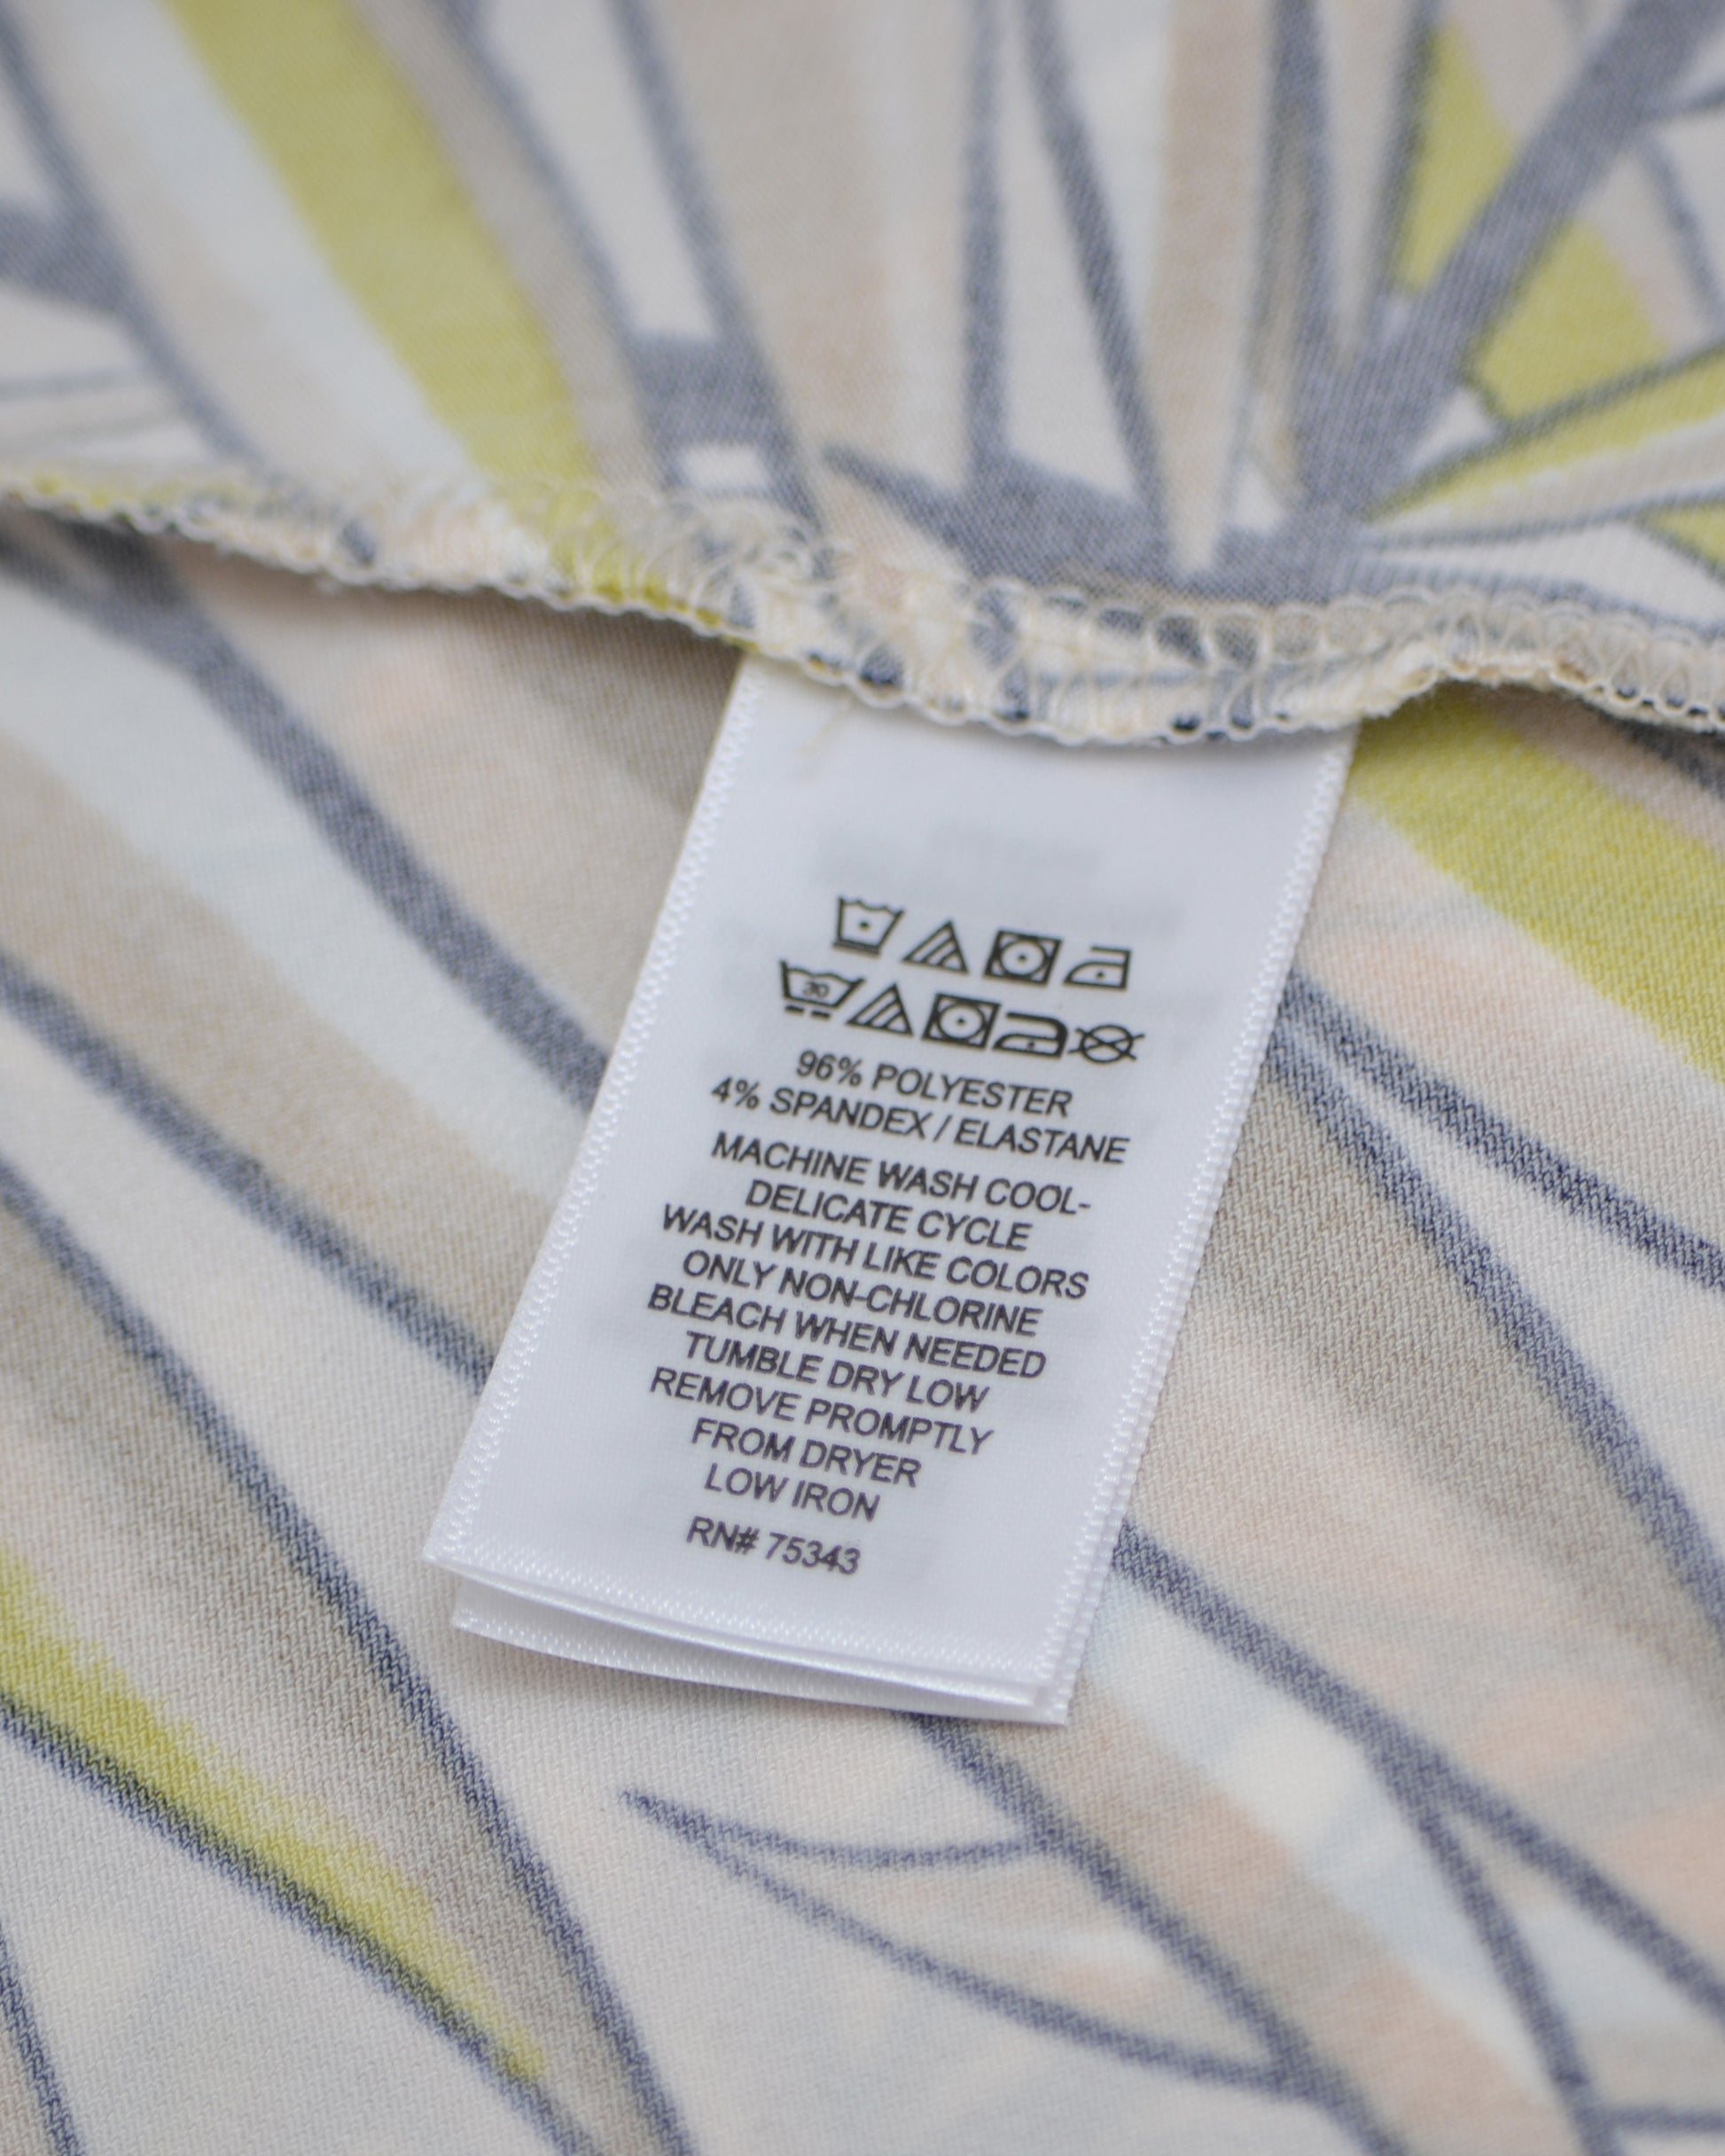 30
96% POLYESTER
4% SPANDEX / ELASTANE
MACHINE WASH COOL-
DELICATE CYCLE
WASH WITH LIKE COLORS
ONLY NON-CHLORINE
BLEACH WHEN NEEDED
TUMBLE DRY LOW
REMOVE PROMPTLY
FROM DRYER
LOW IRON
RN# 75343